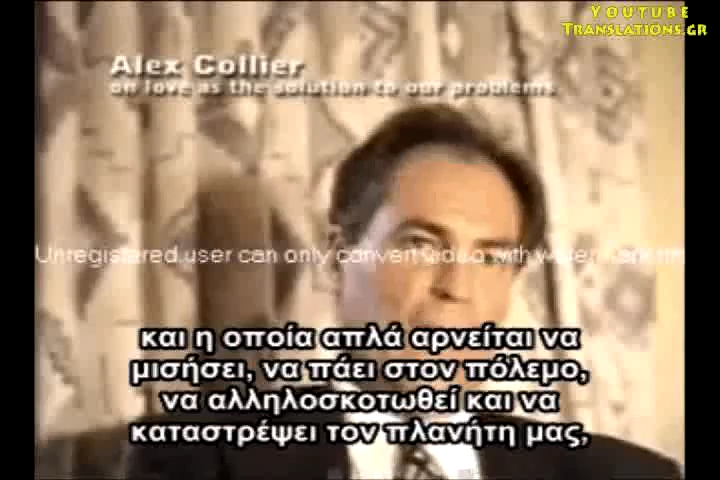 YOUTUBE
TRANSLATIONS.GR
Alex Collier
on love as the solution to our problems
Unregistered user can only convert video with watermark
και η οποία απλά αρνείται να
μισήσει, να πάει στον πόλεμο,
να αλληλοσκοτωθεί και να
καταστρέψει τον πλανήτη μας,